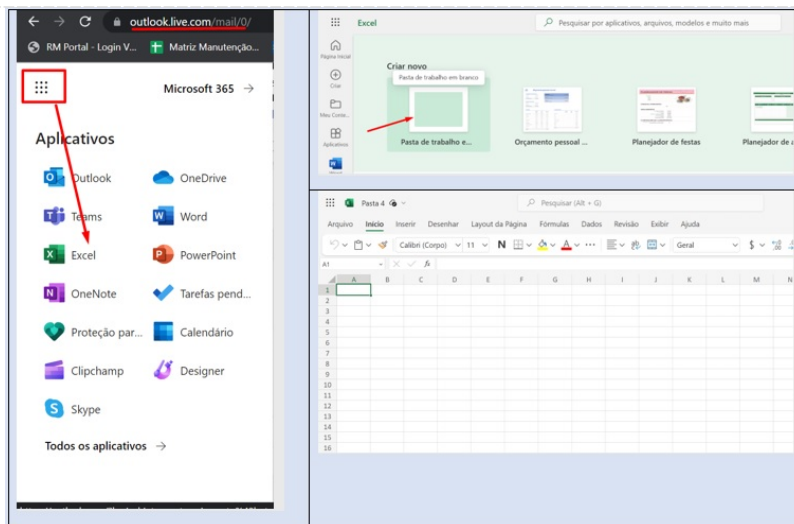 outlook.live.com/mail/0/
RM Portal - Login V... Matriz Manutenção...
Microsoft 365 →
Aplicativos
Outlook OneDrive
Teams Word
Excel PowerPoint
OneNote Tarefas pend...
Proteção par... Calendário
Clipchamp Designer
Skype
Todos os aplicativos →
Excel Pesquisar por aplicativos, arquivos, modelos e muito mais
Página Inicial
Criar
Meu Conte...
Aplicativos
Criar novo
Pasta de trabalho em branco
Pasta de trabalho e... Orçamento pessoal ... Planejador de festas Planejador de a
Pasta 4 Pesquisar (Alt + G)
Arquivo Início Inserir Desenhar Layout da Página Fórmulas Dados Revisão Exibir Ajuda
Calibri (Corpo) 11 N A ... Geral $
A1 fx
A B C D E F G H I J K L M N
1
2
3
4
5
6
7
8
9
10
11
12
13
14
15
16